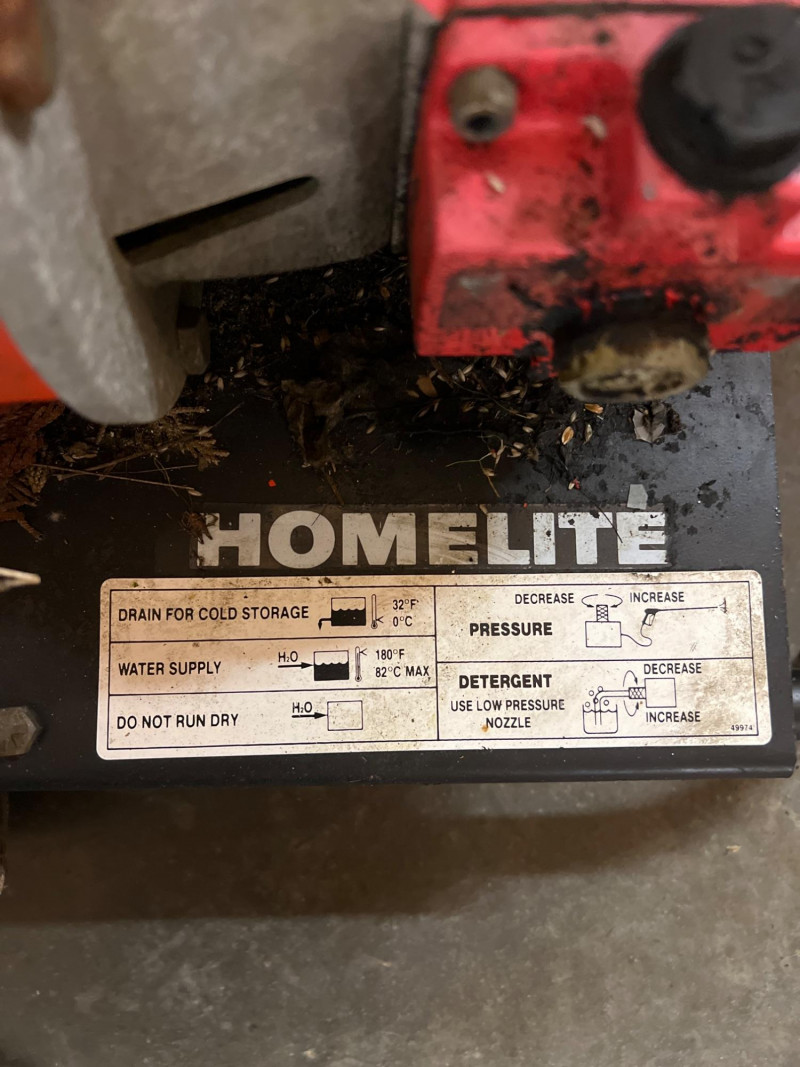 HOMELITE
DRAIN FOR COLD STORAGE
32°F
0°C
WATER SUPPLY
H₂O
180°F
82°C MAX
DO NOT RUN DRY
H₂O
DECREASE
INCREASE
PRESSURE
DETERGENT
USE LOW PRESSURE
NOZZLE
DECREASE
INCREASE
49974